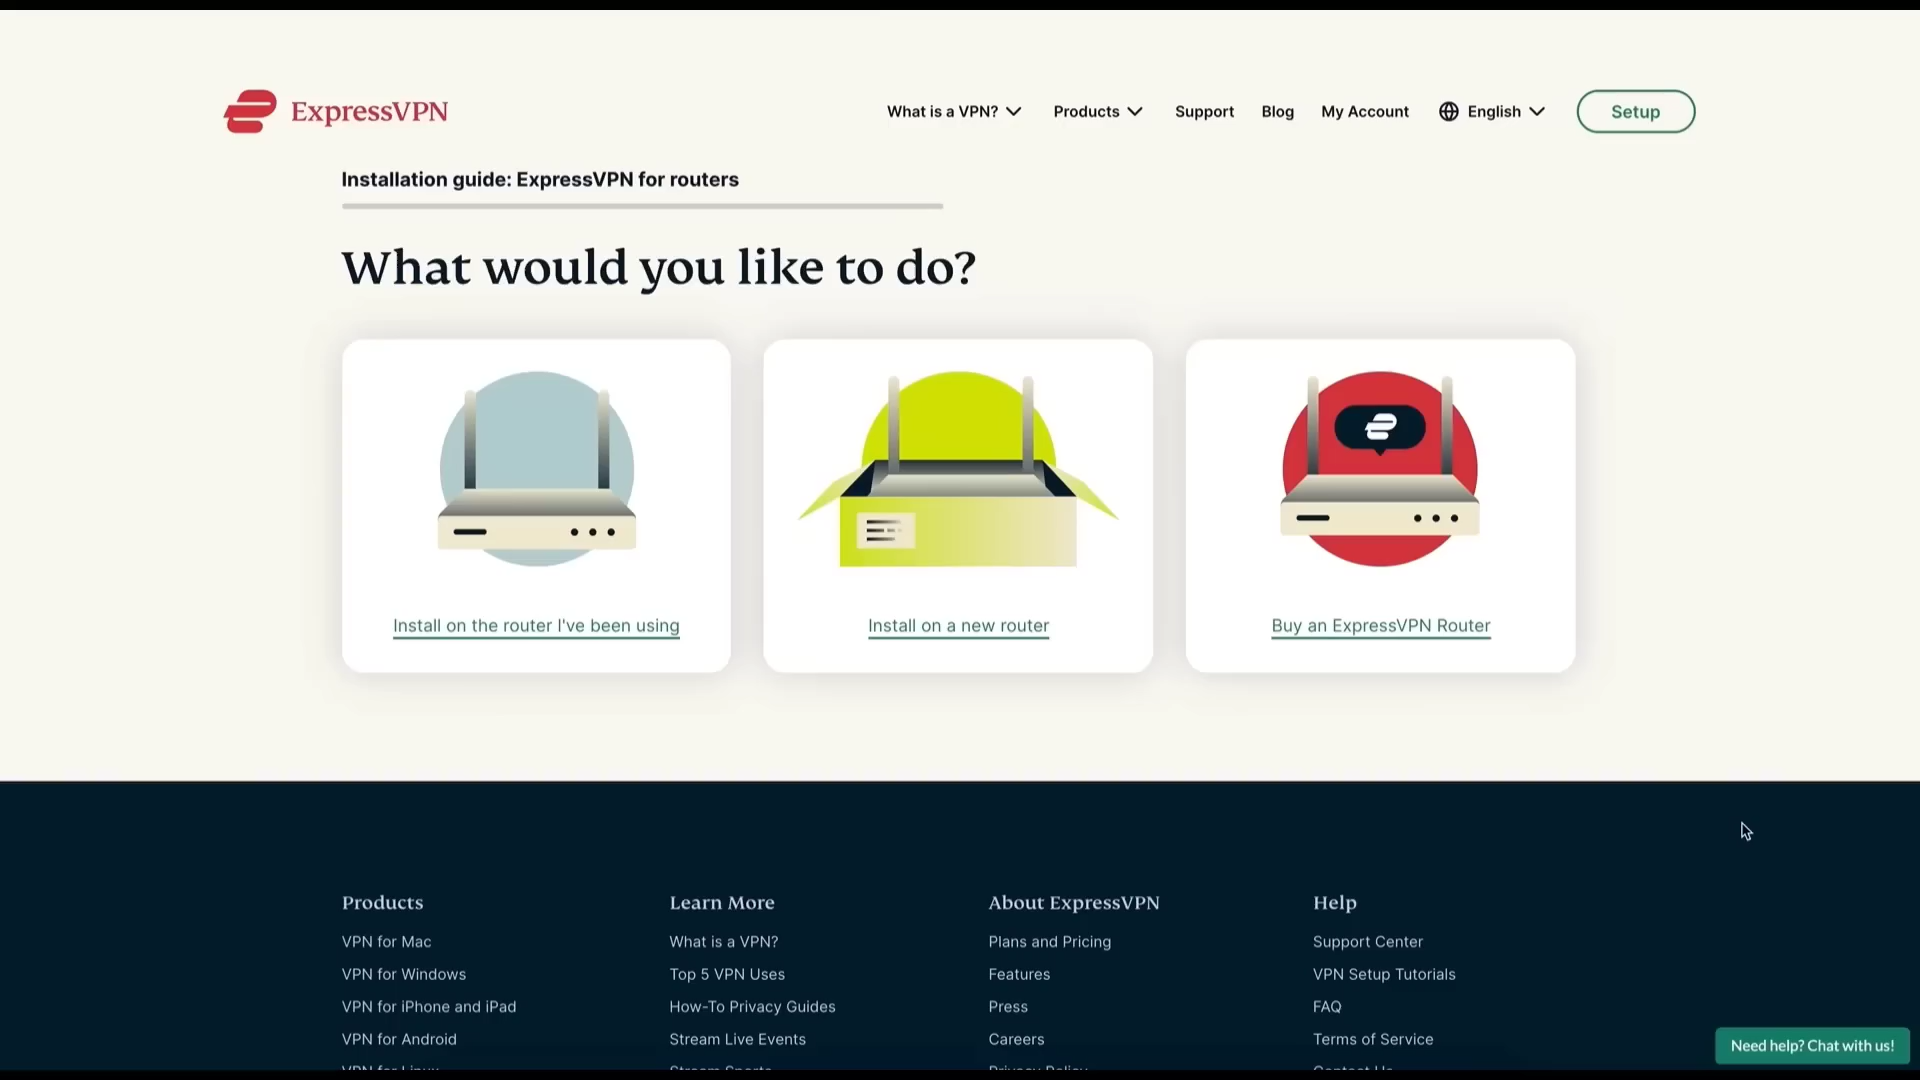 ExpressVPN
What is a VPN?
Products
Support
Blog
My Account
English
Setup
Installation guide: ExpressVPN for routers
What would you like to do?
Install on the router I've been using
Install on a new router
Buy an ExpressVPN Router
Products
VPN for Mac
VPN for Windows
VPN for iPhone and iPad
VPN for Android
Learn More
What is a VPN?
Top 5 VPN Uses
How-To Privacy Guides
Stream Live Events
About ExpressVPN
Plans and Pricing
Features
Press
Careers
Help
Support Center
VPN Setup Tutorials
FAQ
Terms of Service
Need help? Chat with us!